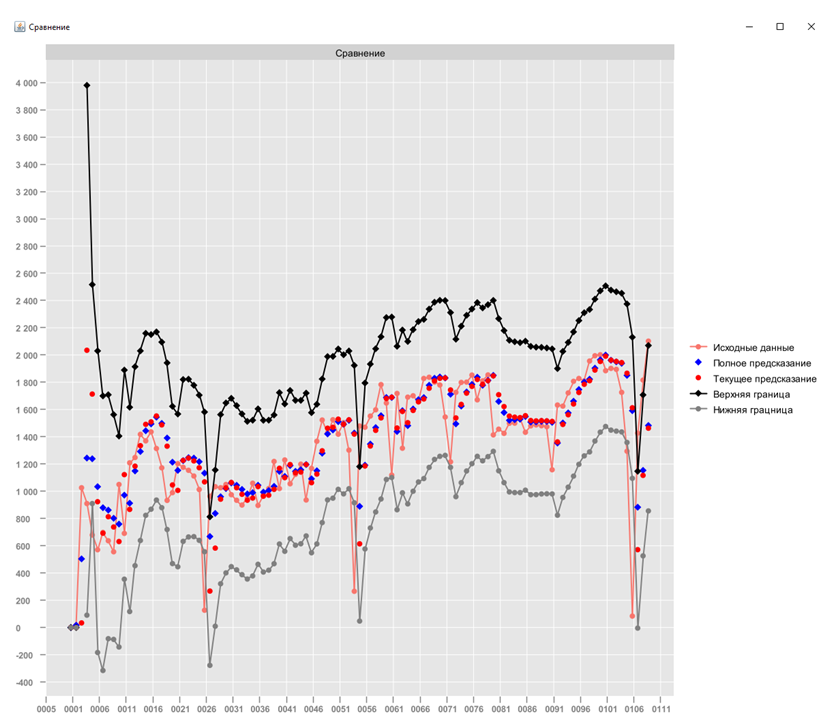 Сравнение
Сравнение
4 000
3 800
3 600
3 400
3 200
3 000
2 800
2 600
2 400
2 200
2 000
1 800
1 600
1 400
1 200
1 000
800
600
400
200
0
-200
-400
0005 0001 0006 0011 0016 0021 0026 0031 0036 0041 0046 0051 0056 0061 0066 0071 0076 0081 0086 0091 0096 0101 0106 0111
Исходные данные
Полное предсказание
Текущее предсказание
Верхняя граница
Нижняя грацница